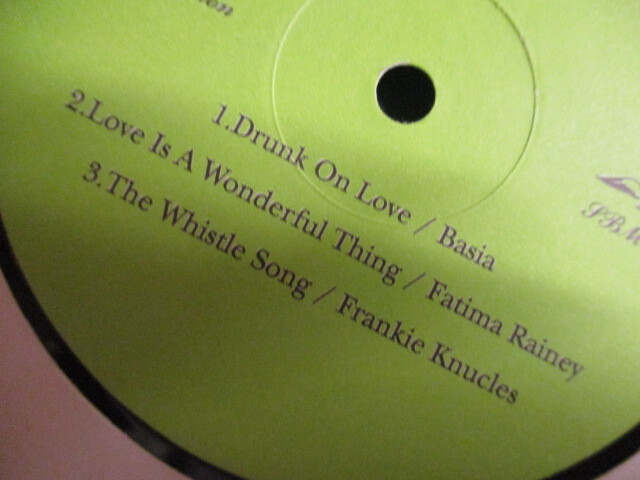 1.Drunk On Love / Basia
2.Love Is A Wonderful Thing / Fatima Rainey
3.The Whistle Song / Frankie Knucles